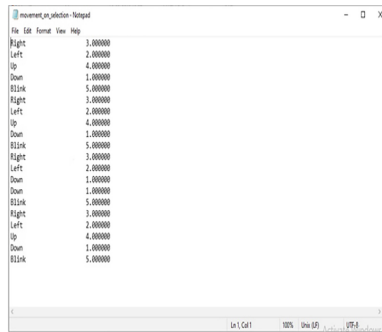 movement_on_selection - Notepad
File Edit Format View Help
Right 3.000000
Left 2.000000
Up 4.000000
Down 1.000000
Blink 5.000000
Right 3.000000
Left 2.000000
Up 4.000000
Down 1.000000
Blink 5.000000
Right 3.000000
Left 2.000000
Down 1.000000
Down 1.000000
Blink 5.000000
Right 3.000000
Left 2.000000
Up 4.000000
Down 1.000000
Blink 5.000000
Ln 1, Col 1 100% Unix (LF) UTF-8
Activate Windows